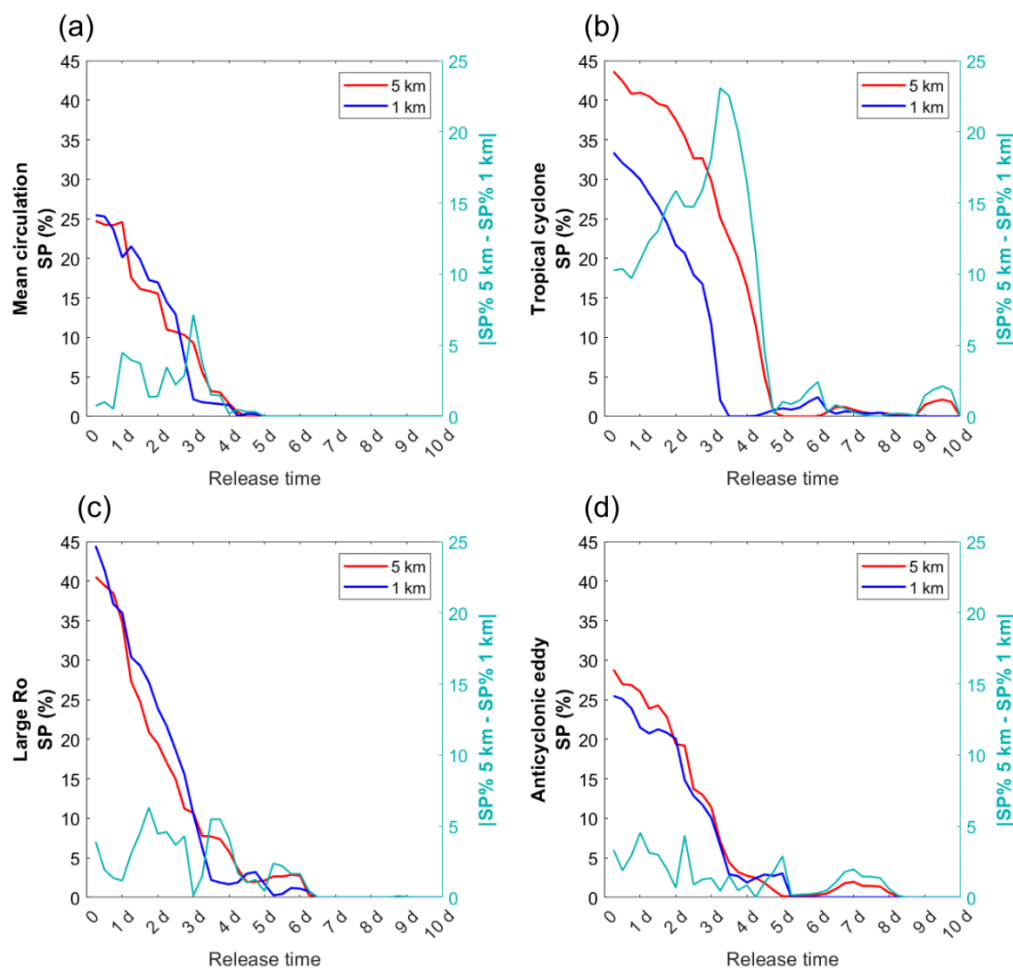 (a)
45
40
35
30
25
20
15
10
5
0
Mean circulation
SP (%)
5 km
1 km
25
20
15
10
5
0
|SP% 5 km - SP% 1 km|
0
1 d
2 d
3 d
4 d
5 d
6 d
7 d
8 d
9 d
10 d
Release time
(b)
45
40
35
30
25
20
15
10
5
0
Tropical cyclone
SP (%)
5 km
1 km
25
20
15
10
5
0
|SP% 5 km - SP% 1 km|
0
1 d
2 d
3 d
4 d
5 d
6 d
7 d
8 d
9 d
10 d
Release time
(c)
45
40
35
30
25
20
15
10
5
0
Large Ro
SP (%)
5 km
1 km
25
20
15
10
5
0
|SP% 5 km - SP% 1 km|
0
1 d
2 d
3 d
4 d
5 d
6 d
7 d
8 d
9 d
10 d
Release time
(d)
45
40
35
30
25
20
15
10
5
0
Anticyclonic eddy
SP (%)
5 km
1 km
25
20
15
10
5
0
|SP% 5 km - SP% 1 km|
0
1 d
2 d
3 d
4 d
5 d
6 d
7 d
8 d
9 d
10 d
Release time